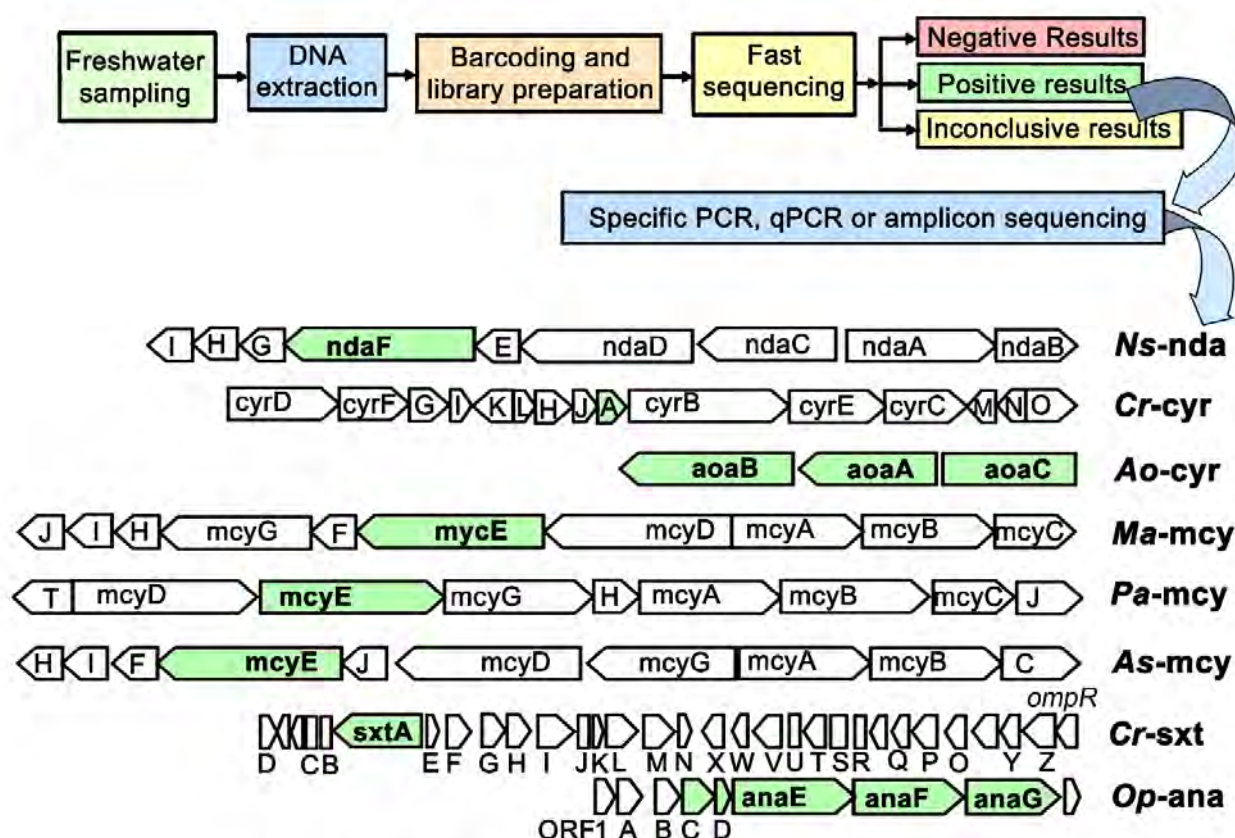 Freshwater sampling
DNA extraction
Barcoding and library preparation
Fast sequencing
Negative Results
Positive results
Inconclusive results
Specific PCR, qPCR or amplicon sequencing
I H G ndaF E ndaD ndaC ndaA ndaB Ns-nda
cyrD cyrF G I K L H J A cyrB cyrE cyrC M N O Cr-cyr
aoaB aoaA aoaC Ao-cyr
J I H mcyG F mycE mcyD mcyA mcyB mcyC Ma-mcy
T mcyD mcyE mcyG H mcyA mcyB mcyC J Pa-mcy
H I F mcyE J mcyD mcyG mcyA mcyB C As-mcy
ompR
sxtA Cr-sxt
D C B E F G H I J K L M N X W V U T S R Q P O Y Z
anaE anaF anaG Op-ana
ORF1 A B C D